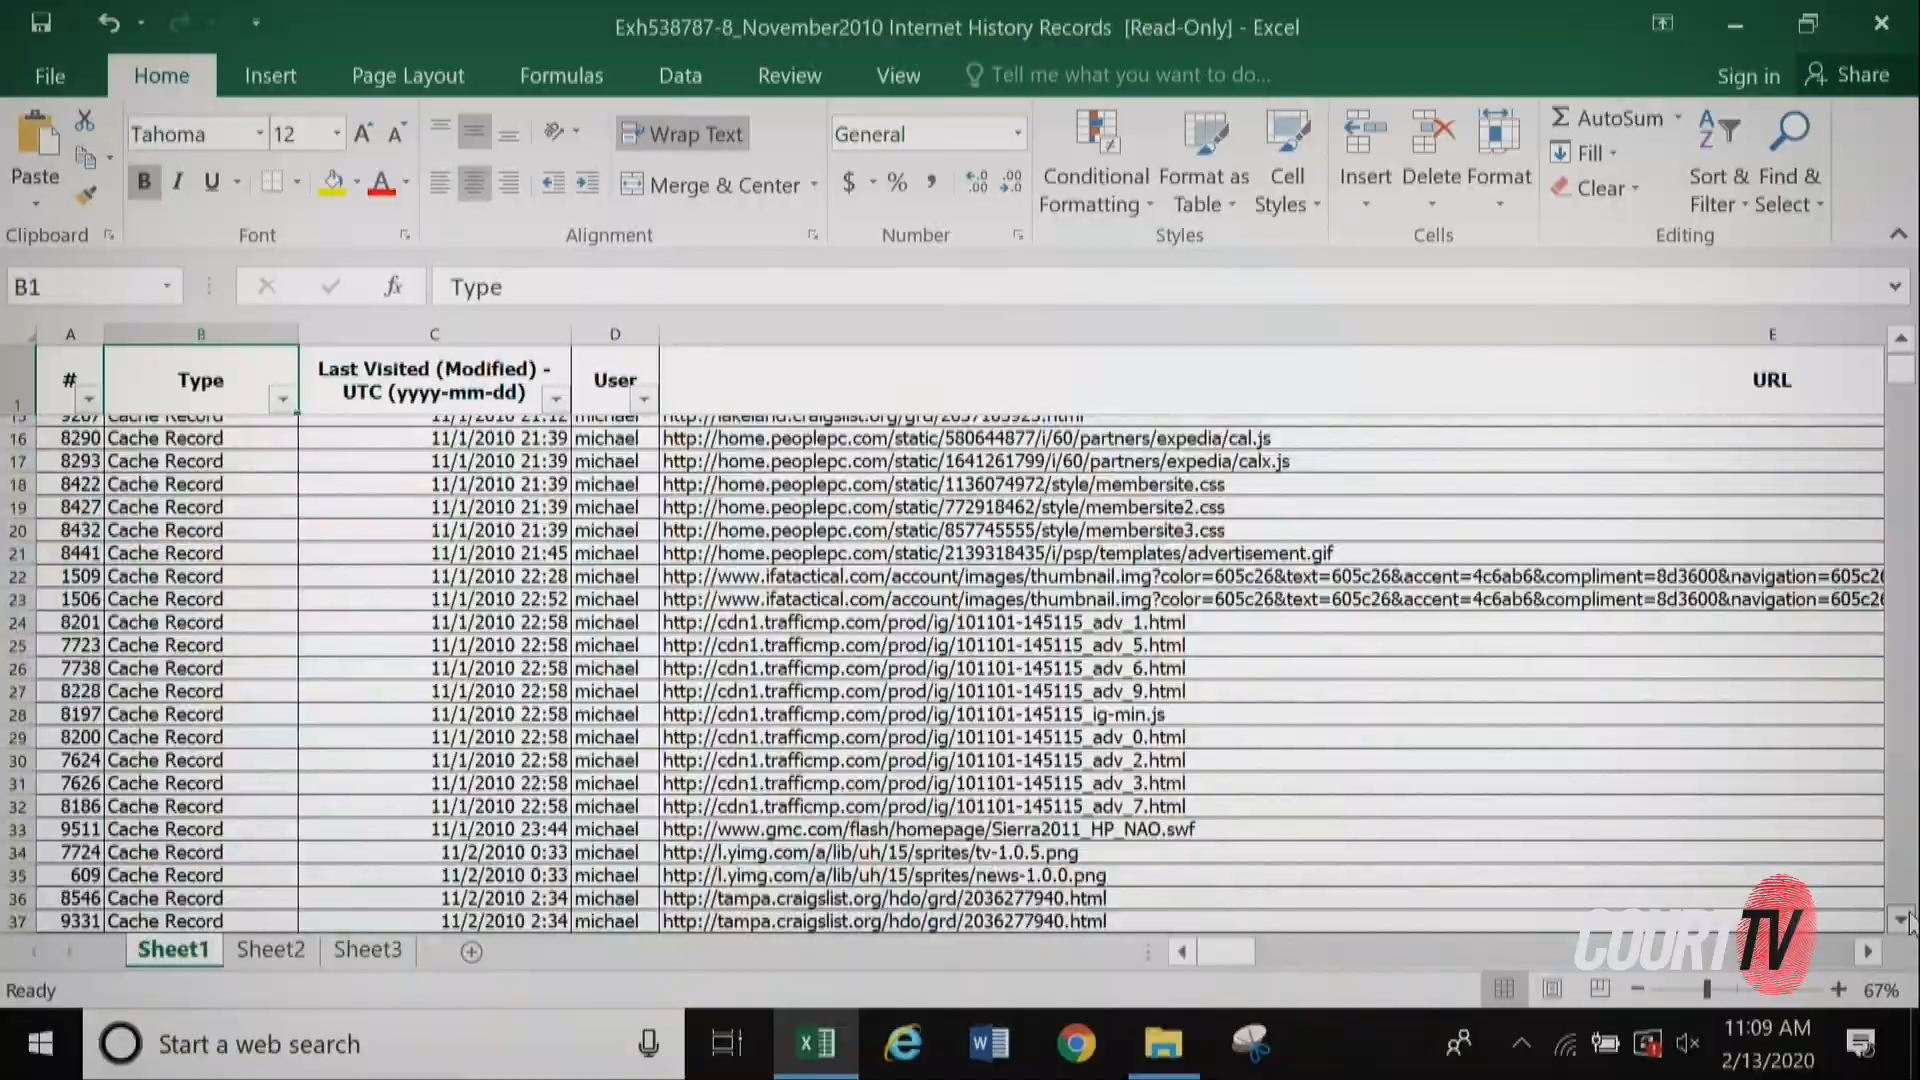 Exh538787-8_November2010 Internet History Records [Read-Only] - Excel
File Home Insert Page Layout Formulas Data Review View Tell me what you want to do... Sign in Share
Tahoma 12 Wrap Text General AutoSum
Paste Merge & Center Conditional Formatting Format as Table Cell Styles Insert Delete Format Fill Clear Sort & Filter Find & Select
Clipboard Font Alignment Number Styles Cells Editing
B1 fx Type
A B C D E
1 # Type Last Visited (Modified) - UTC (yyyy-mm-dd) User URL
15 9267 Cache Record 11/1/2010 21:12 michael
16 8290 Cache Record 11/1/2010 21:39 michael http://home.peoplepc.com/static/580644877/i/60/partners/expedia/cal.js
17 8293 Cache Record 11/1/2010 21:39 michael http://home.peoplepc.com/static/1641261799/i/60/partners/expedia/calx.js
18 8422 Cache Record 11/1/2010 21:39 michael http://home.peoplepc.com/static/1136074972/style/membersite.css
19 8427 Cache Record 11/1/2010 21:39 michael http://home.peoplepc.com/static/772918462/style/membersite2.css
20 8432 Cache Record 11/1/2010 21:39 michael http://home.peoplepc.com/static/857745555/style/membersite3.css
21 8441 Cache Record 11/1/2010 21:45 michael http://home.peoplepc.com/static/2139318435/i/psp/templates/advertisement.gif
22 1509 Cache Record 11/1/2010 22:28 michael http://www.ifatactical.com/account/images/thumbnail.img?color=605c26&text=605c26&accent=4c6ab6&compliment=8d3600&navigation=605c26
23 1506 Cache Record 11/1/2010 22:52 michael http://www.ifatactical.com/account/images/thumbnail.img?color=605c26&text=605c26&accent=4c6ab6&compliment=8d3600&navigation=605c26
24 8201 Cache Record 11/1/2010 22:58 michael http://cdn1.trafficmp.com/prod/ig/101101-145115_adv_1.html
25 7723 Cache Record 11/1/2010 22:58 michael http://cdn1.trafficmp.com/prod/ig/101101-145115_adv_5.html
26 7738 Cache Record 11/1/2010 22:58 michael http://cdn1.trafficmp.com/prod/ig/101101-145115_adv_6.html
27 8228 Cache Record 11/1/2010 22:58 michael http://cdn1.trafficmp.com/prod/ig/101101-145115_adv_9.html
28 8197 Cache Record 11/1/2010 22:58 michael http://cdn1.trafficmp.com/prod/ig/101101-145115_ig-min.js
29 8200 Cache Record 11/1/2010 22:58 michael http://cdn1.trafficmp.com/prod/ig/101101-145115_adv_0.html
30 7624 Cache Record 11/1/2010 22:58 michael http://cdn1.trafficmp.com/prod/ig/101101-145115_adv_2.html
31 7626 Cache Record 11/1/2010 22:58 michael http://cdn1.trafficmp.com/prod/ig/101101-145115_adv_3.html
32 8186 Cache Record 11/1/2010 22:58 michael http://cdn1.trafficmp.com/prod/ig/101101-145115_adv_7.html
33 9511 Cache Record 11/1/2010 23:44 michael http://www.gmc.com/flash/homepage/Sierra2011_HP_NAO.swf
34 7724 Cache Record 11/2/2010 0:33 michael http://l.yimg.com/a/lib/uh/15/sprites/tv-1.0.5.png
35 609 Cache Record 11/2/2010 0:33 michael http://l.yimg.com/a/lib/uh/15/sprites/news-1.0.0.png
36 8546 Cache Record 11/2/2010 2:34 michael http://tampa.craigslist.org/hdo/grd/2036277940.html
37 9331 Cache Record 11/2/2010 2:34 michael http://tampa.craigslist.org/hdo/grd/2036277940.html
COURT TV
Sheet1 Sheet2 Sheet3
Ready 67%
Start a web search
11:09 AM
2/13/2020